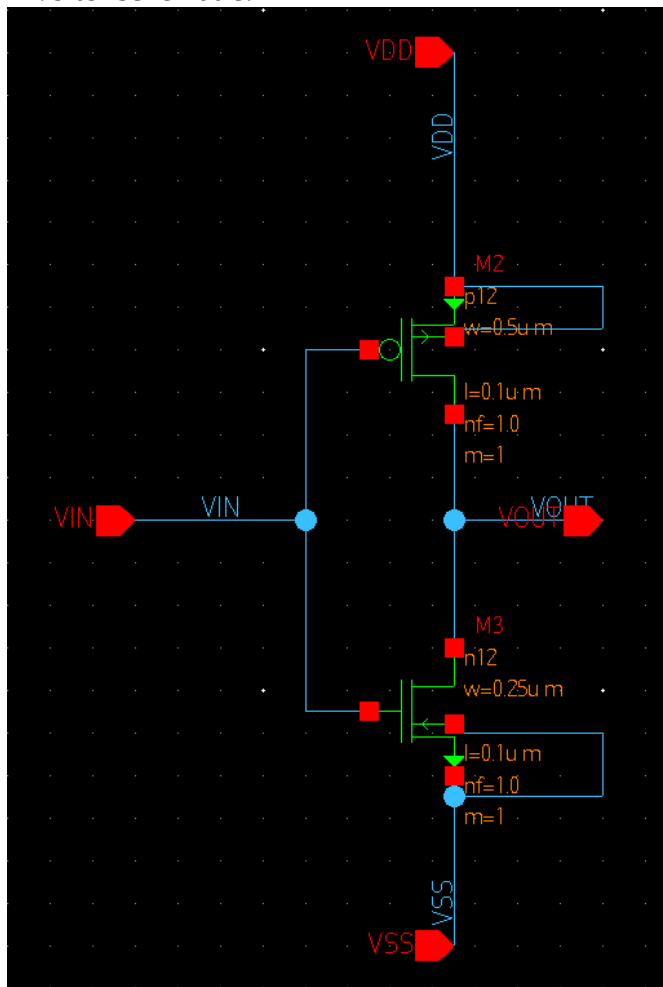 VDD
VDD
M2
p12
w=0.5u m
l=0.1u m
nf=1.0
m=1
VIN
VIN
VOUT
VOUT
M3
n12
w=0.25u m
l=0.1u m
nf=1.0
m=1
VSS
VSS